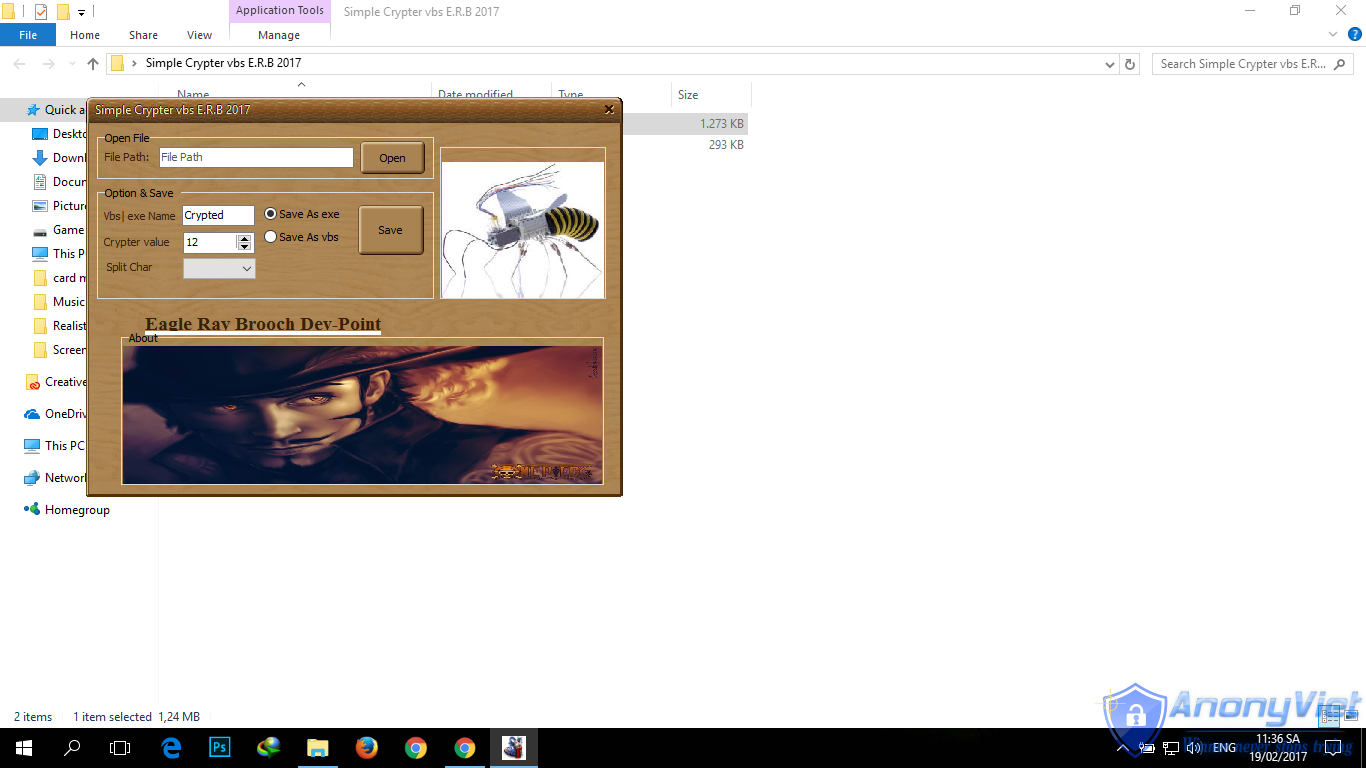 Application Tools
Simple Crypter vbs E.R.B 2017
File
Home
Share
View
Manage
Simple Crypter vbs E.R.B 2017
Search Simple Crypter vbs E.R...
Name
Date modified
Type
Size
Quick a
Simple Crypter vbs E.R.B 2017
1.273 KB
293 KB
Deskto
Downl
Docum
Picture
Game
This P
card m
Music
Realist
Screen
Creative
OneDriv
This PC
Network
Homegroup
Open File
File Path:
File Path
Open
Option & Save
Vbs| exe Name
Crypted
Save As exe
Save
Crypter value
12
Save As vbs
Split Char
Eagle Ray Brooch Dev-Point
About
2 items
1 item selected 1,24 MB
AnonyViet
ENG
11:36 SA
19/02/2017